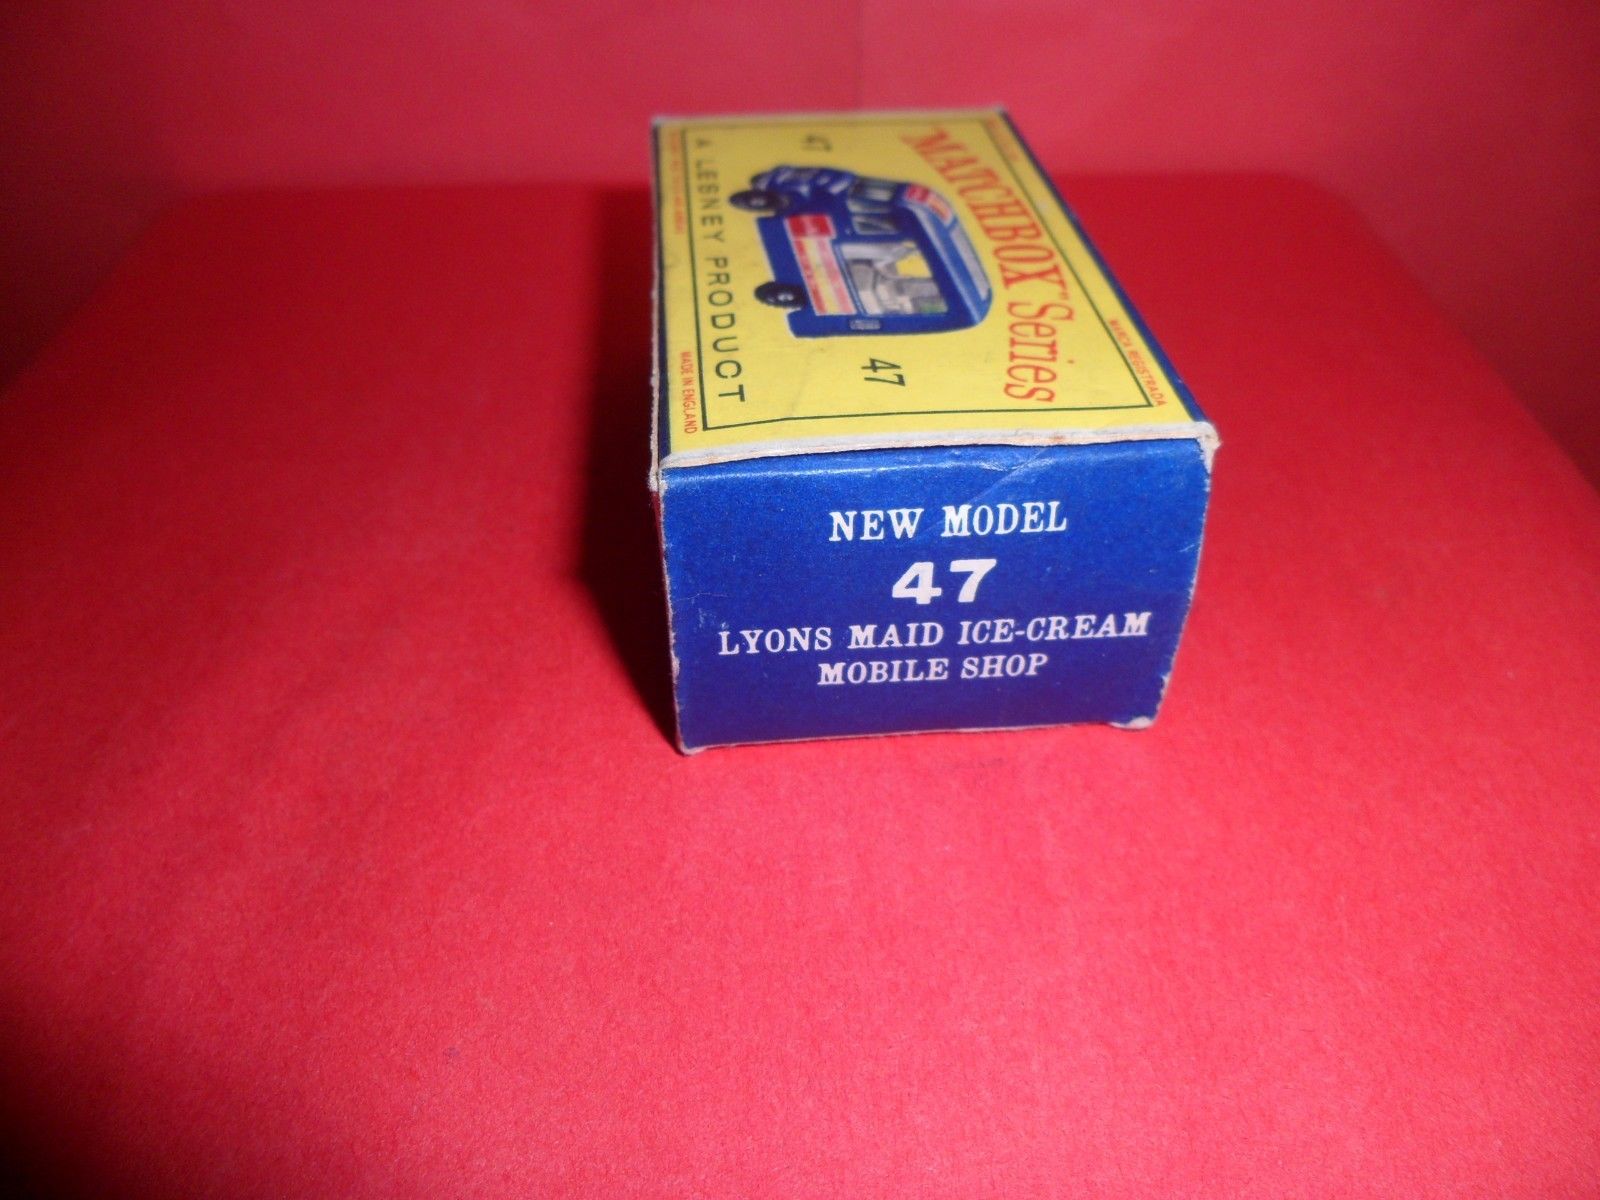 "MATCHBOX" Series
MARCA REGISTRADA
47
47
A LESNEY PRODUCT
MADE IN ENGLAND
NEW MODEL
47
LYONS MAID ICE-CREAM
MOBILE SHOP